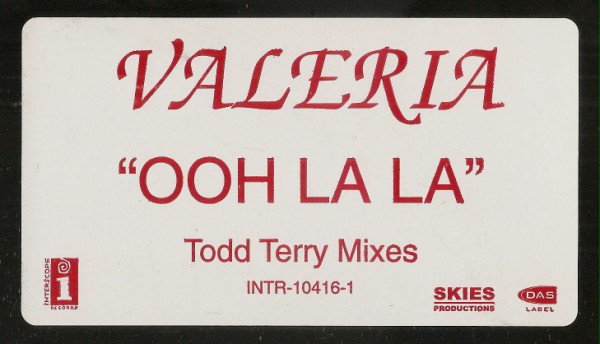 VALERIA
"OOH LA LA"
Todd Terry Mixes
INTR-10416-1
INTERSCOPE
i
RECORDS
SKIES
PRODUCTIONS
DAS
LABEL